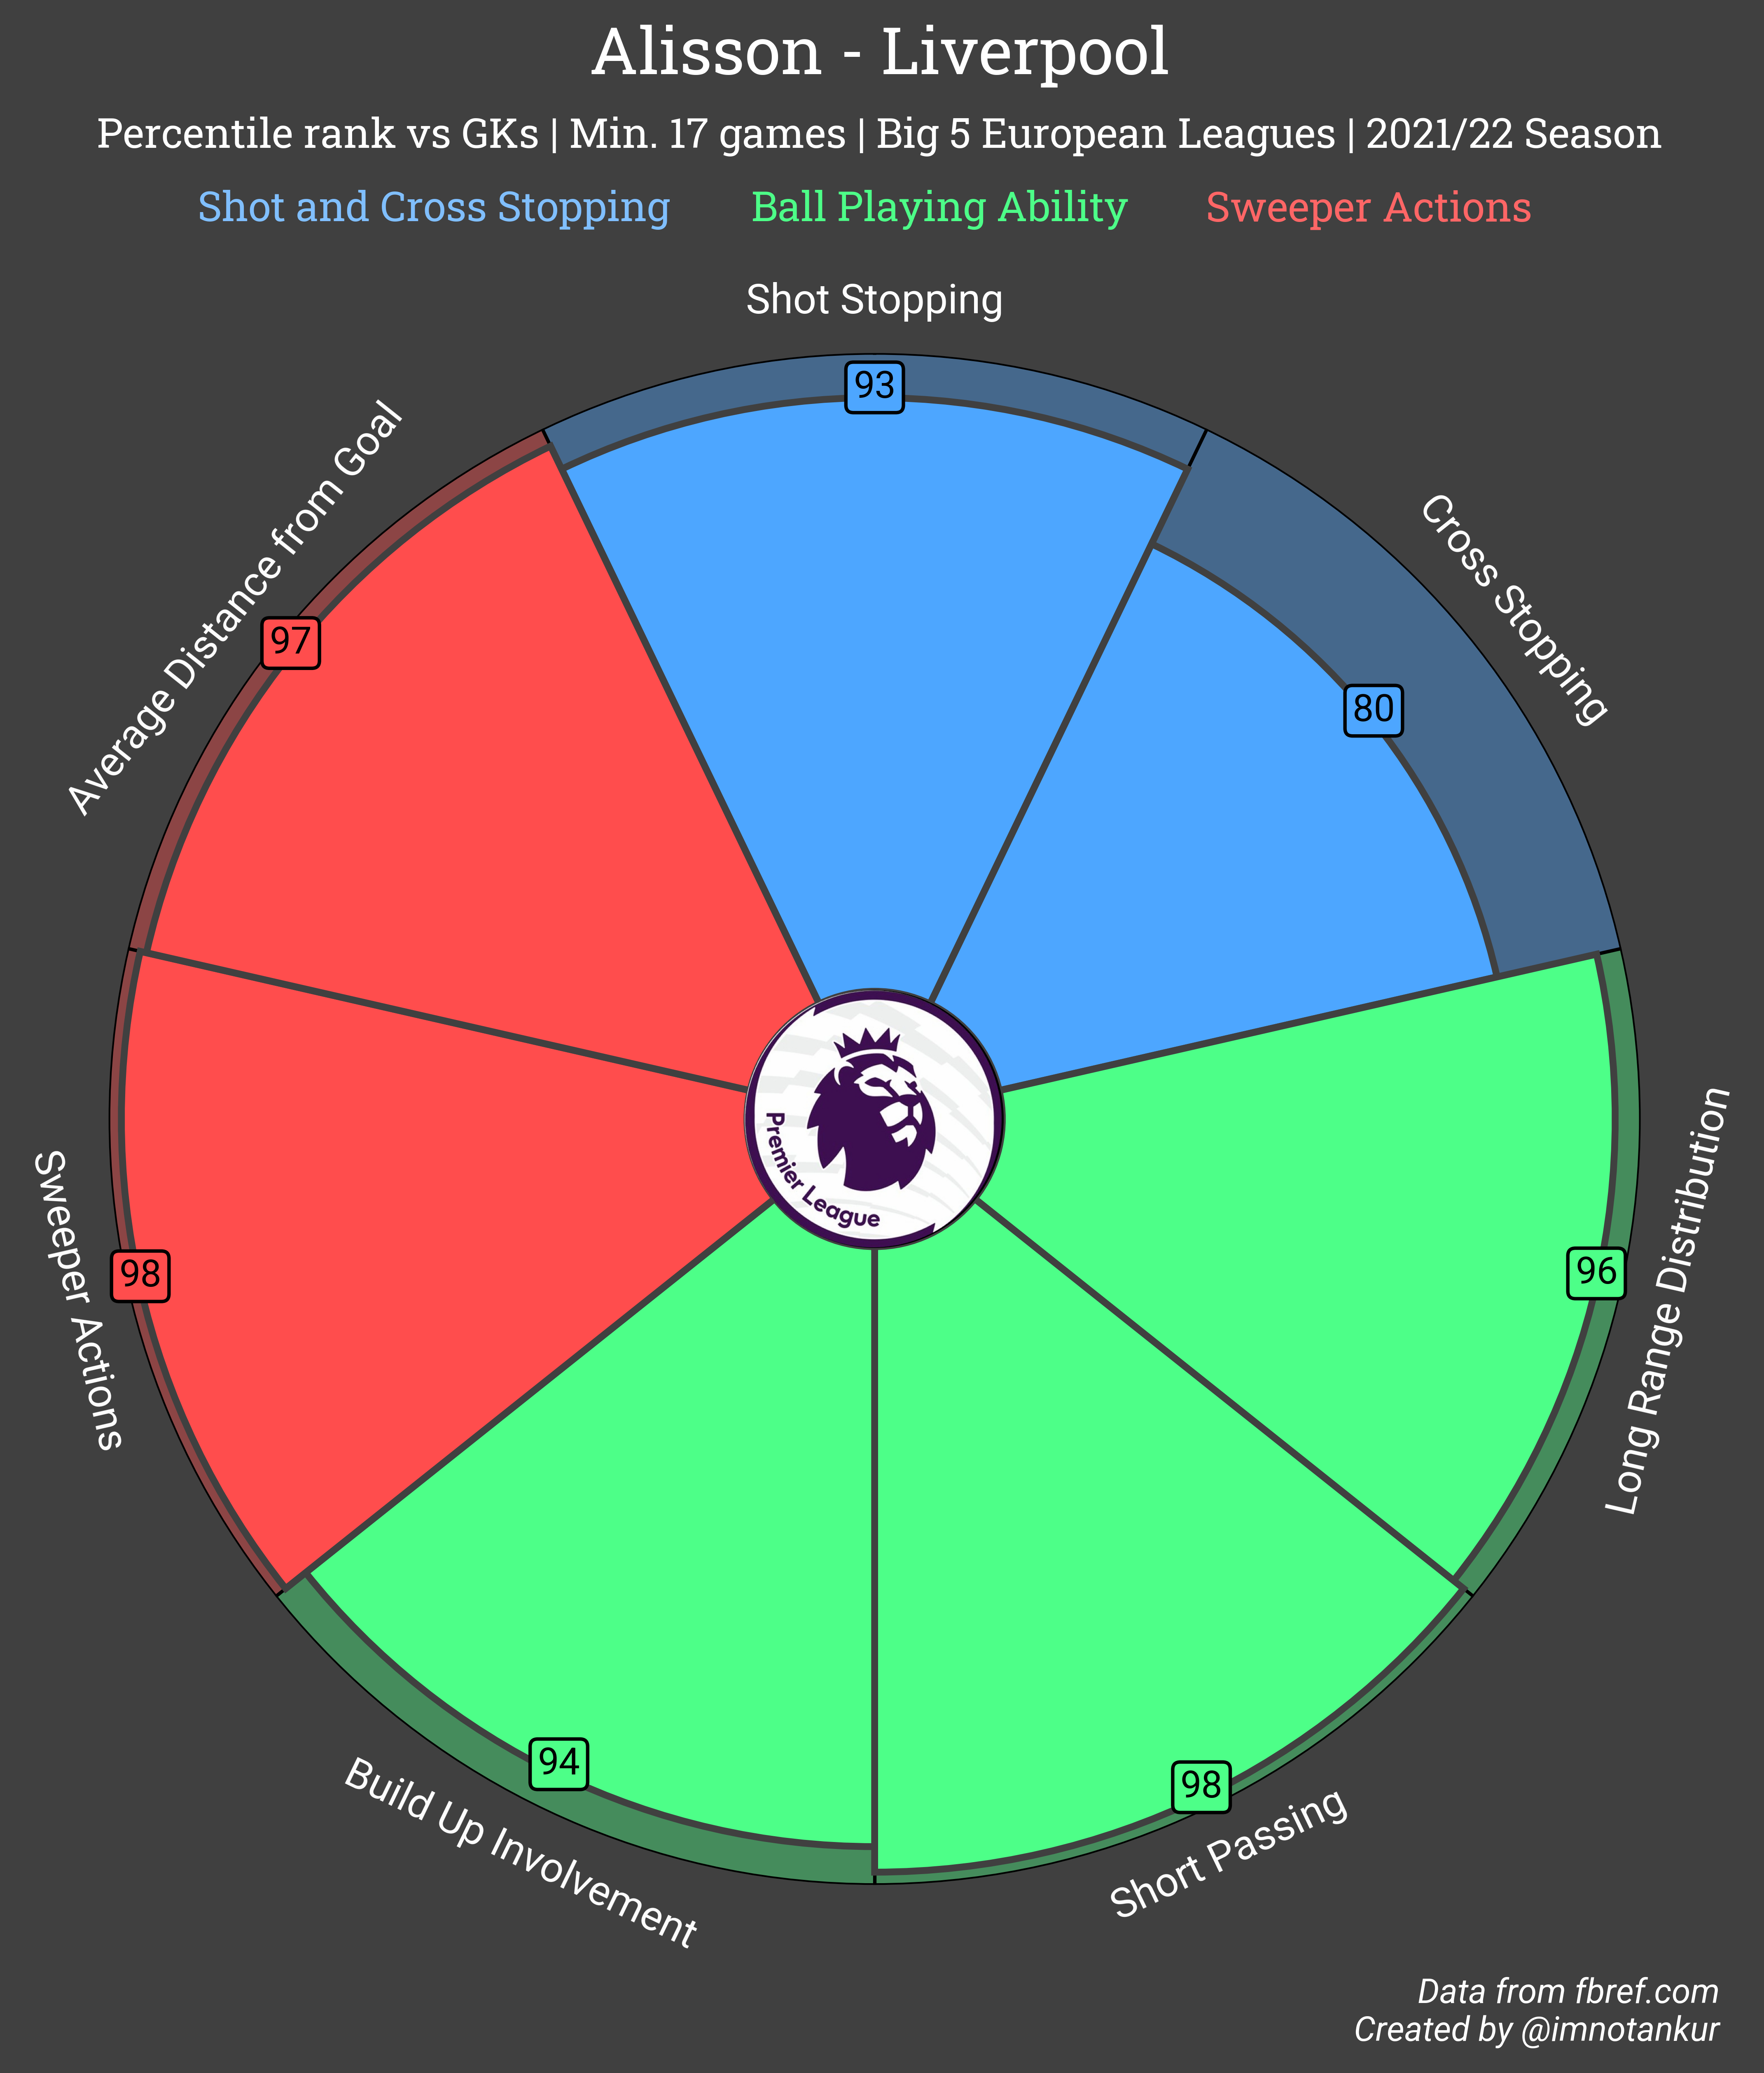 Alisson - Liverpool
Percentile rank vs GKs | Min. 17 games | Big 5 European Leagues | 2021/22 Season
Shot and Cross Stopping Ball Playing Ability Sweeper Actions
Shot Stopping
93
Cross Stopping
80
Long Range Distribution
96
Short Passing
98
Build Up Involvement
94
Sweeper Actions
98
Average Distance from Goal
97
Premier League
Data from fbref.com
Created by @imnotankur